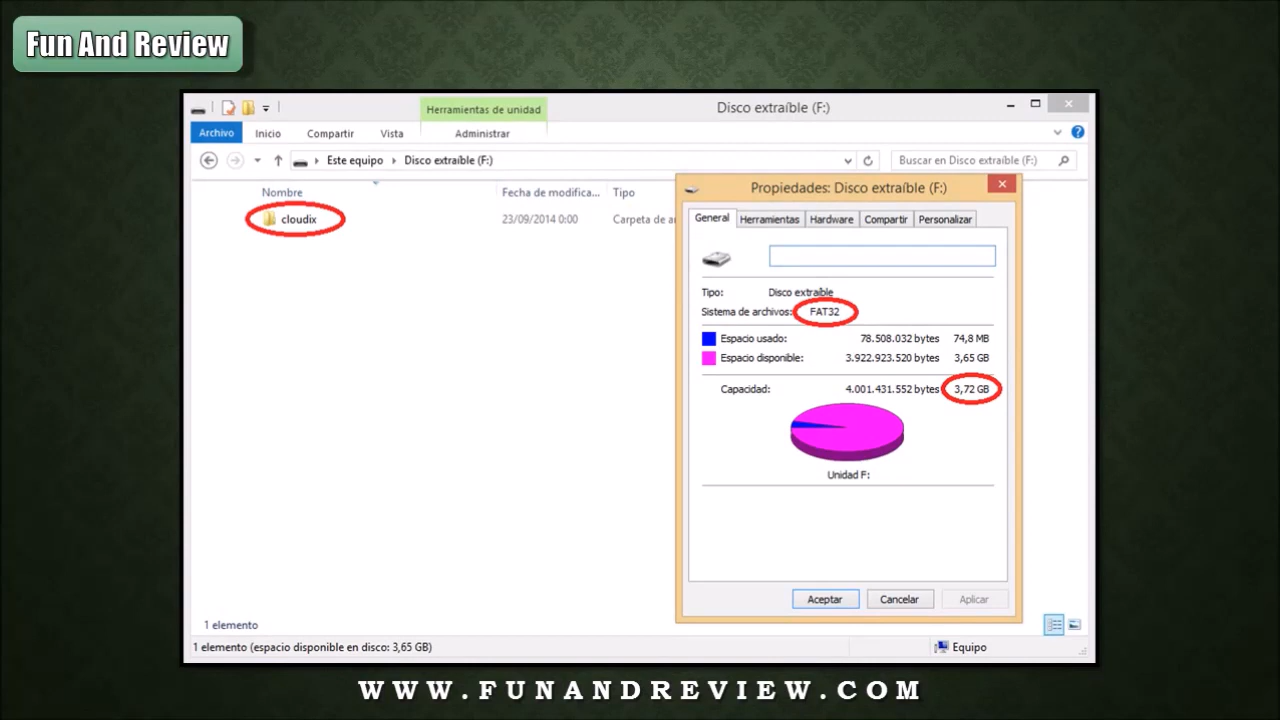 Fun And Review
Herramientas de unidad
Disco extraíble (F:)
Archivo
Inicio
Compartir
Vista
Administrar
Este equipo
Disco extraíble (F:)
Buscar en Disco extraíble (F:)
Nombre
Fecha de modifica...
Tipo
cloudix
23/09/2014 0:00
Carpeta de a
Propiedades: Disco extraíble (F:)
General
Herramientas
Hardware
Compartir
Personalizar
Tipo: Disco extraíble
Sistema de archivos: FAT32
Espacio usado: 78.508.032 bytes 74,8 MB
Espacio disponible: 3.922.923.520 bytes 3,65 GB
Capacidad: 4.001.431.552 bytes 3,72 GB
Unidad F:
Aceptar
Cancelar
Aplicar
1 elemento
1 elemento (espacio disponible en disco: 3,65 GB)
Equipo
WWW.FUNANDREVIEW.COM